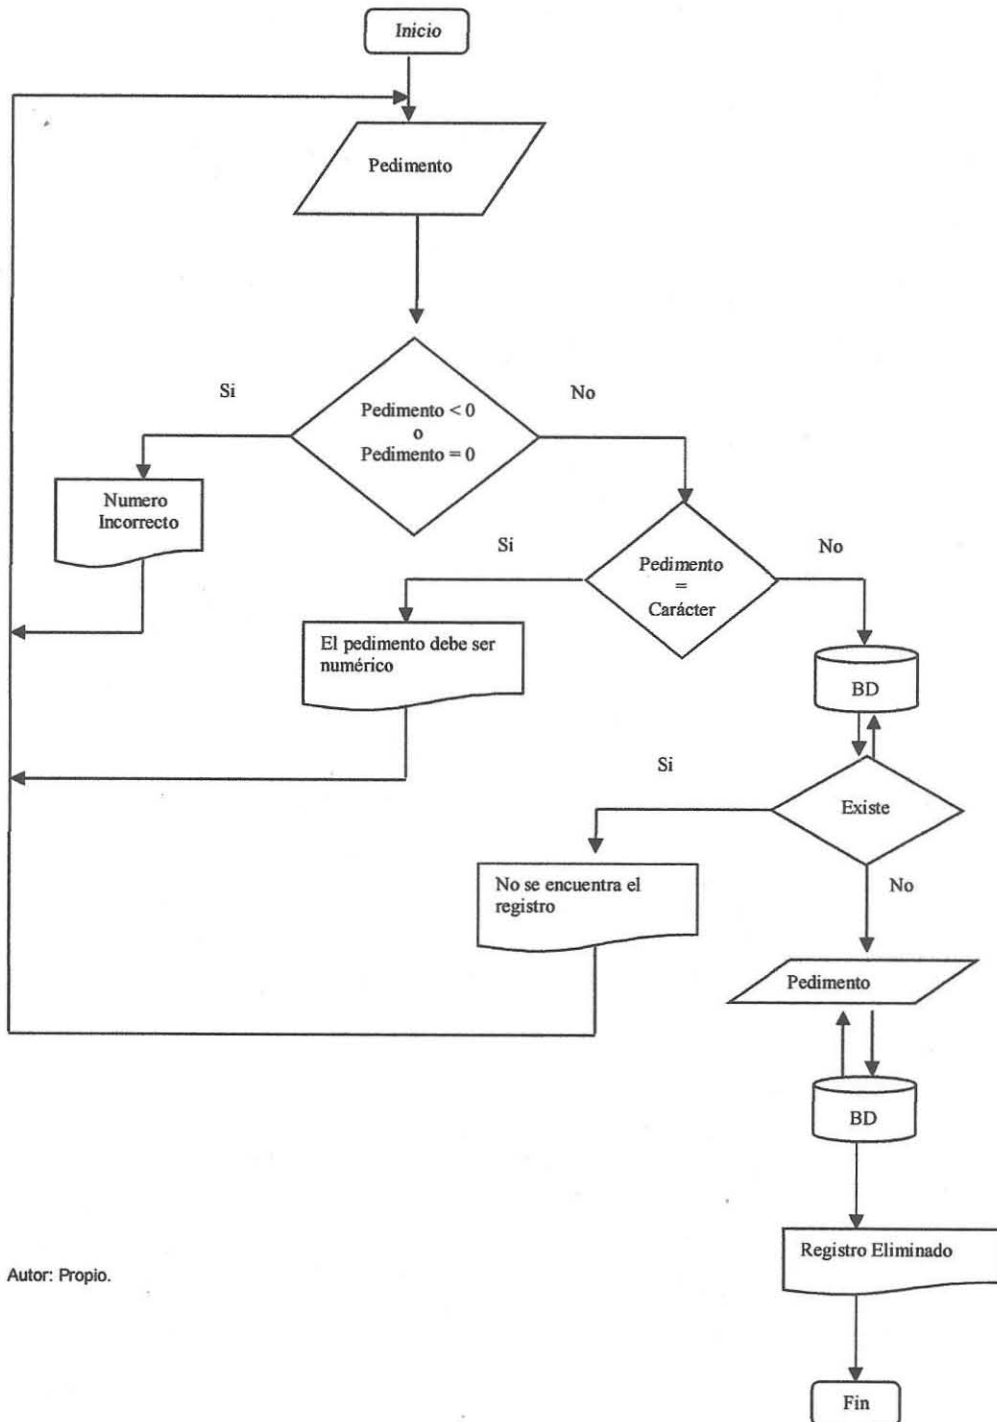 Inicio
Pedimento
Si
No
Pedimento < 0
o
Pedimento = 0
Numero
Incorrecto
Si
No
Pedimento
=
Carácter
El pedimento debe ser
numérico
BD
Si
Existe
No se encuentra el
registro
No
Pedimento
BD
Registro Eliminado
Autor: Propio.
Fin